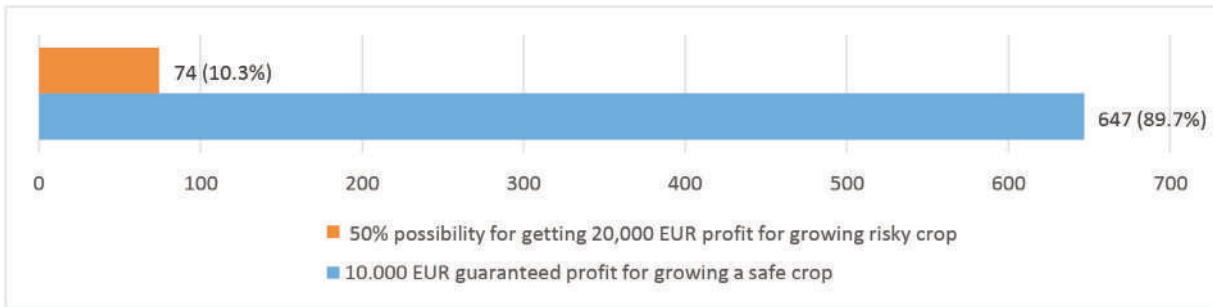 74 (10.3%)
647 (89.7%)
0 100 200 300 400 500 600 700
50% possibility for getting 20,000 EUR profit for growing risky crop
10.000 EUR guaranteed profit for growing a safe crop